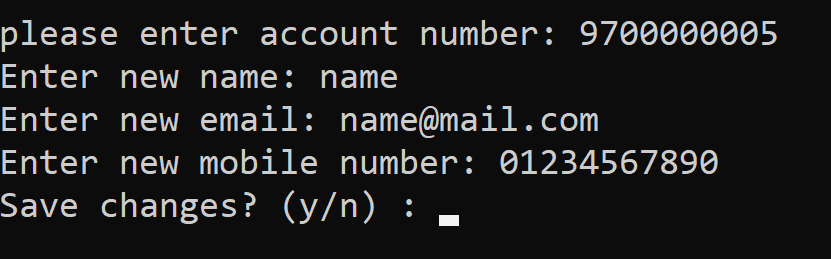 please enter account number: 9700000005
Enter new name: name
Enter new email: name@mail.com
Enter new mobile number: 01234567890
Save changes? (y/n) :